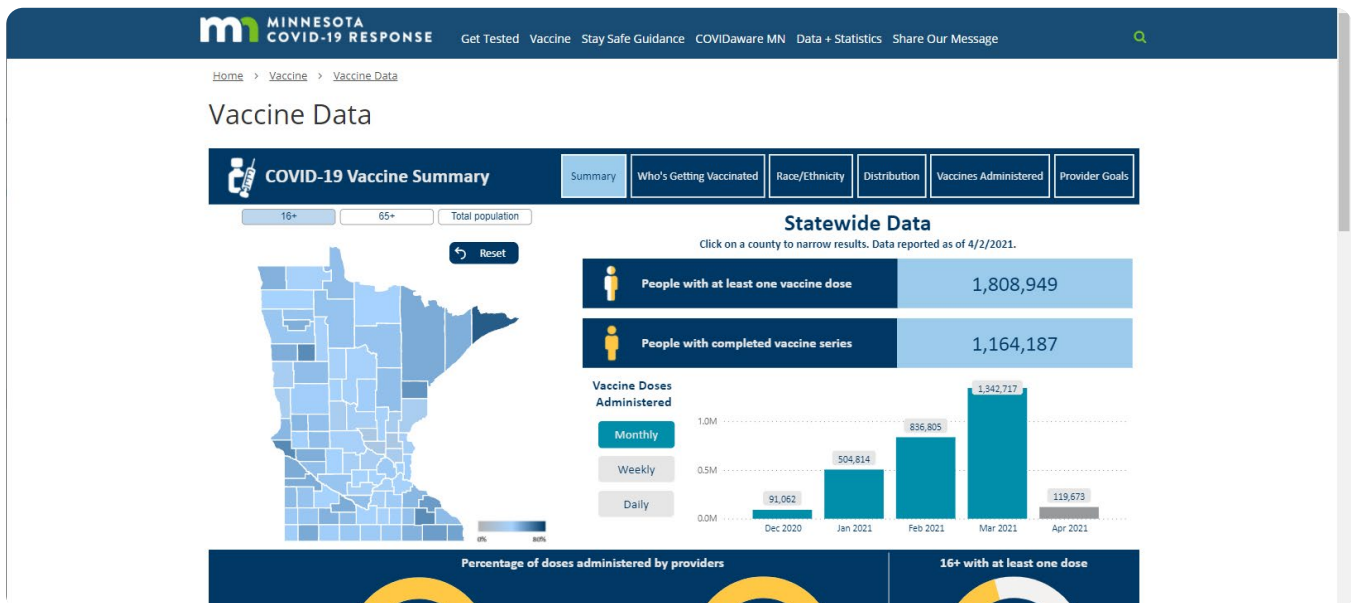 MINNESOTA
COVID-19 RESPONSE
Get Tested Vaccine Stay Safe Guidance COVIDaware MN Data + Statistics Share Our Message
Home > Vaccine > Vaccine Data
Vaccine Data
COVID-19 Vaccine Summary
Summary Who's Getting Vaccinated Race/Ethnicity Distribution Vaccines Administered Provider Goals
16+ 65+ Total population
Reset
0% 80%
Statewide Data
Click on a county to narrow results. Data reported as of 4/2/2021.
People with at least one vaccine dose 1,808,949
People with completed vaccine series 1,164,187
Vaccine Doses
Administered
Monthly
Weekly
Daily
1.0M
0.5M
0.0M
91,062
504,814
836,805
1,342,717
119,673
Dec 2020 Jan 2021 Feb 2021 Mar 2021 Apr 2021
Percentage of doses administered by providers
16+ with at least one dose